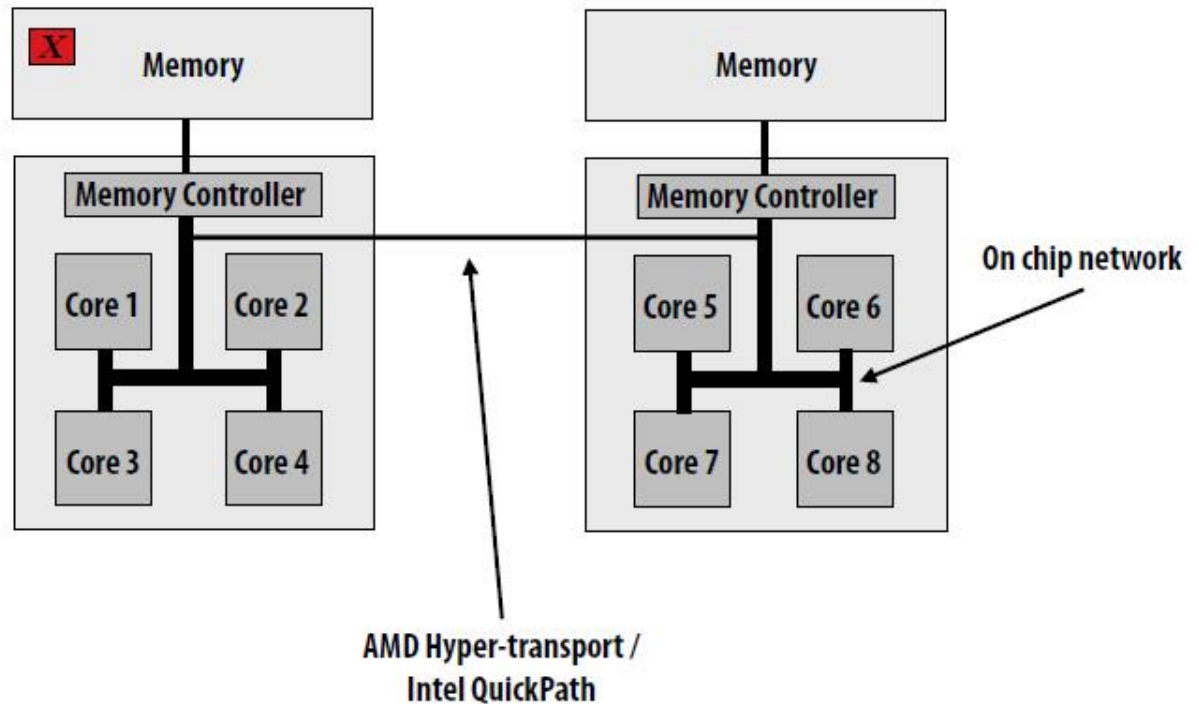 X
Memory
Memory
Memory Controller
Memory Controller
Core 1
Core 2
Core 5
Core 6
On chip network
Core 3
Core 4
Core 7
Core 8
AMD Hyper-transport /
Intel QuickPath